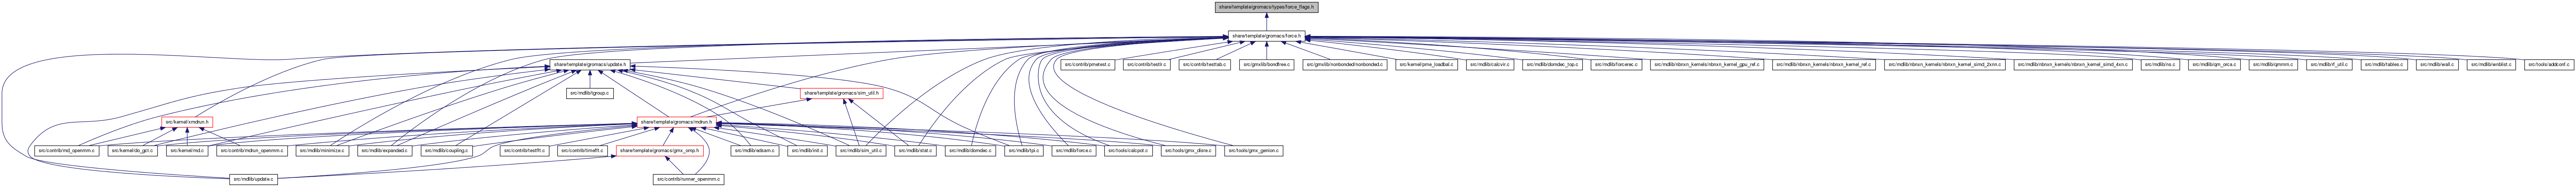 share/template/gromacs/types/force_flags.h
share/template/gromacs/force.h
share/template/gromacs/update.h
src/contrib/pmetest.c
src/contrib/testlr.c
src/contrib/testtab.c
src/gmxlib/bondfree.c
src/gmxlib/nonbonded/nonbonded.c
src/kernel/pme_loadbal.c
src/mdlib/calcvir.c
src/mdlib/domdec_top.c
src/mdlib/forcerec.c
src/mdlib/nbnxn_kernels/nbnxn_kernel_gpu_ref.c
src/mdlib/nbnxn_kernels/nbnxn_kernel_ref.c
src/mdlib/nbnxn_kernels/nbnxn_kernel_simd_2xnn.c
src/mdlib/nbnxn_kernels/nbnxn_kernel_simd_4xn.c
src/mdlib/ns.c
src/mdlib/qm_orca.c
src/mdlib/qmmm.c
src/mdlib/rf_util.c
src/mdlib/tables.c
src/mdlib/wall.c
src/mdlib/wnblist.c
src/tools/addconf.c
src/mdlib/tgroup.c
share/template/gromacs/sim_util.h
src/kernel/xmdrun.h
share/template/gromacs/mdrun.h
src/contrib/md_openmm.c
src/kernel/do_gct.c
src/kernel/md.c
src/contrib/mdrun_openmm.c
src/mdlib/minimize.c
src/mdlib/expanded.c
src/mdlib/coupling.c
src/contrib/testfft.c
src/contrib/timefft.c
share/template/gromacs/gmx_omp.h
src/mdlib/edsam.c
src/mdlib/init.c
src/mdlib/sim_util.c
src/mdlib/stat.c
src/mdlib/domdec.c
src/mdlib/tpi.c
src/mdlib/force.c
src/tools/calcpot.c
src/tools/gmx_disre.c
src/tools/gmx_genion.c
src/mdlib/update.c
src/contrib/runner_openmm.c